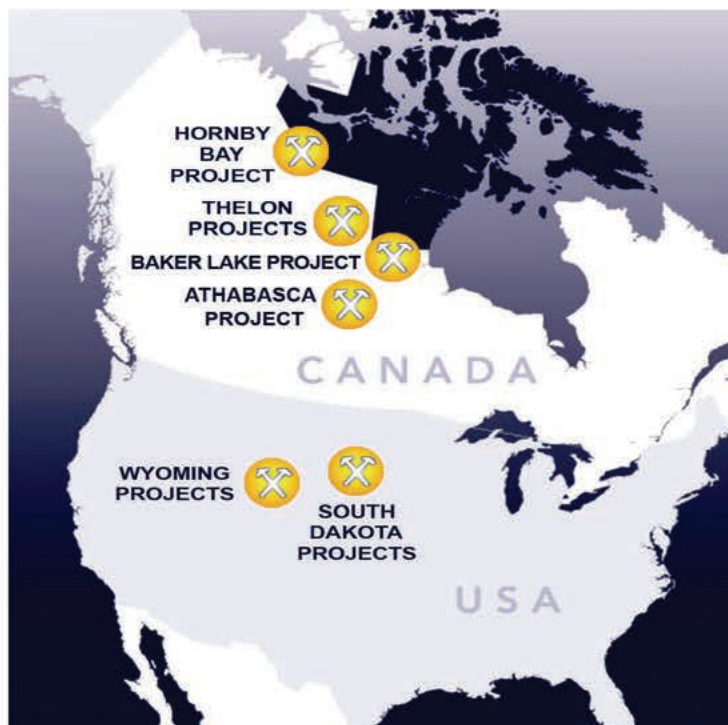 HORNBY
BAY
PROJECT
THELON
PROJECTS
BAKER LAKE PROJECT
ATHABASCA
PROJECT
CANADA
WYOMING
PROJECTS
SOUTH
DAKOTA
PROJECTS
USA